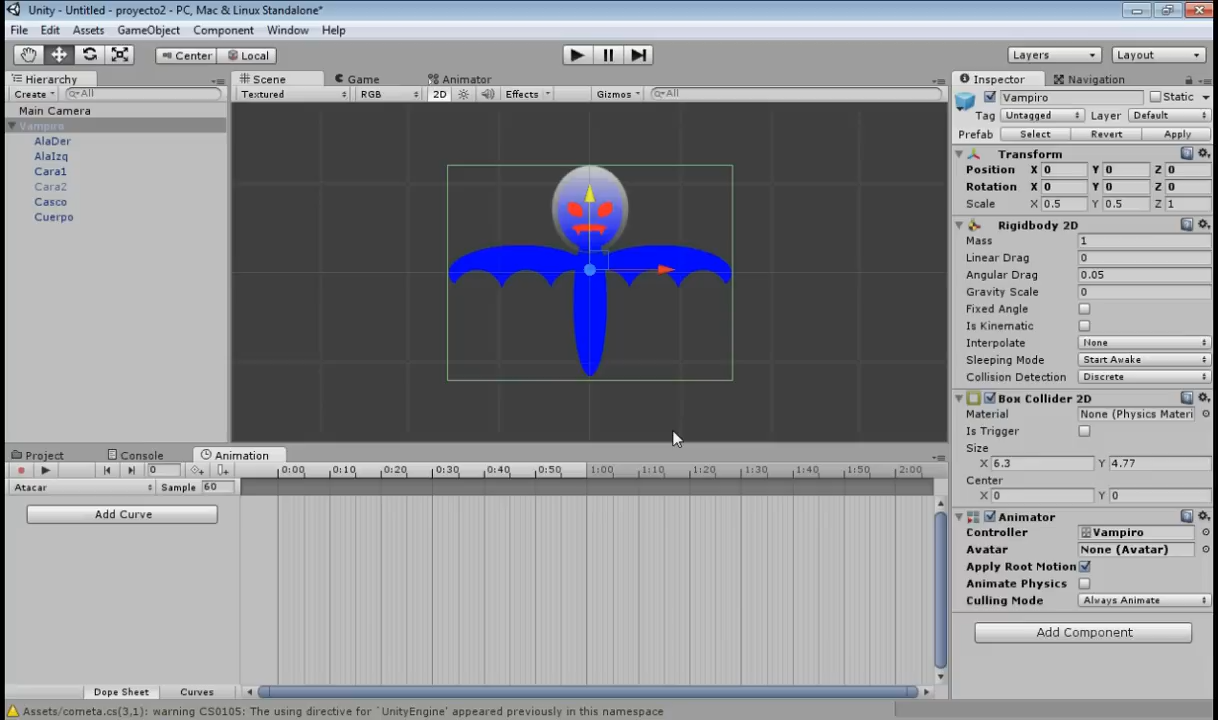 Unity - Untitled - proyecto2 - PC, Mac & Linux Standalone*
File Edit Assets GameObject Component Window Help
Center Local Layers Layout
Hierarchy Scene Game Animator Inspector Navigation
Create All Textured RGB 2D Effects Gizmos All Vampiro Static
Main Camera
Tag Untagged Layer Default
Vampiro
Prefab Select Revert Apply
AlaDer
AlaIzq
Cara1
Cara2
Casco
Cuerpo
Transform
Position X 0 Y 0 Z 0
Rotation X 0 Y 0 Z 0
Scale X 0.5 Y 0.5 Z 1
Rigidbody 2D
Mass 1
Linear Drag 0
Angular Drag 0.05
Gravity Scale 0
Fixed Angle
Is Kinematic
Interpolate None
Sleeping Mode Start Awake
Collision Detection Discrete
Box Collider 2D
Material None (Physics Materi
Is Trigger
Size
X 6.3 Y 4.77
Center
X 0 Y 0
Animator
Controller Vampiro
Avatar None (Avatar)
Apply Root Motion
Animate Physics
Culling Mode Always Animate
Add Component
Project Console Animation
0 0:00 0:10 0:20 0:30 0:40 0:50 1:00 1:10 1:20 1:30 1:40 1:50 2:00
Atacar Sample 60
Add Curve
Dope Sheet Curves
Assets/cometa.cs(3,1): warning CS0105: The using directive for `UnityEngine' appeared previously in this namespace